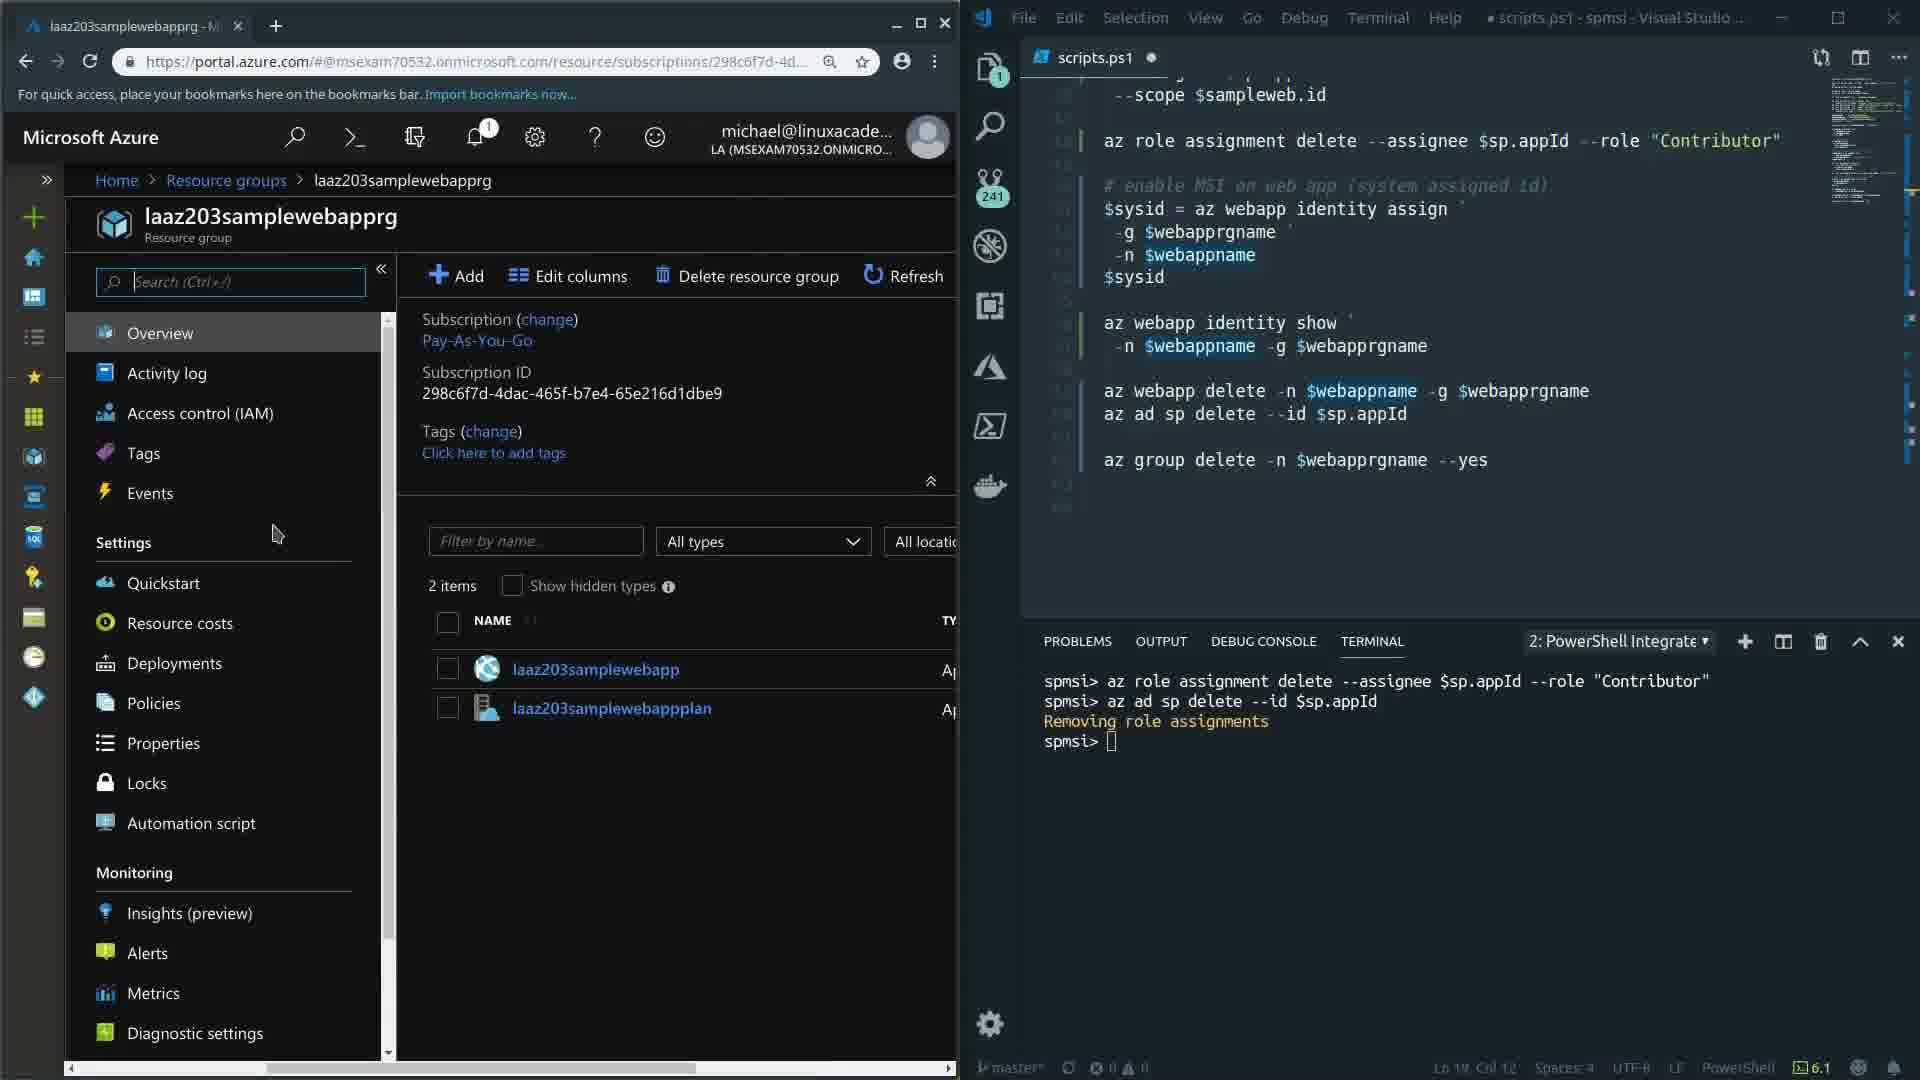 laaz203samplewebapprg - M
https://portal.azure.com/#@msexam70532.onmicrosoft.com/resource/subscriptions/298c6f7d-4d...
For quick access, place your bookmarks here on the bookmarks bar. Import bookmarks now...
Microsoft Azure
1
michael@linuxacade...
LA (MSEXAM70532.ONMICRO...
Home > Resource groups > laaz203samplewebapprg
laaz203samplewebapprg
Resource group
Search (Ctrl+/)
Overview
Activity log
Access control (IAM)
Tags
Events
Settings
Quickstart
Resource costs
Deployments
Policies
Properties
Locks
Automation script
Monitoring
Insights (preview)
Alerts
Metrics
Diagnostic settings
Add Edit columns Delete resource group Refresh
Subscription (change)
Pay-As-You-Go
Subscription ID
298c6f7d-4dac-465f-b7e4-65e216d1dbe9
Tags (change)
Click here to add tags
Filter by name...
All types
All locatio
2 items
Show hidden types
NAME
TY
laaz203samplewebapp
Ap
laaz203samplewebappplan
Ap
File Edit Selection View Go Debug Terminal Help
● scripts.ps1 - spmsi - Visual Studio ...
scripts.ps1
1
241
--scope $sampleweb.id
az role assignment delete --assignee $sp.appId --role "Contributor"
# enable MSI on web app (system assigned id)
$sysid = az webapp identity assign `
-g $webapprgname `
-n $webappname
$sysid
az webapp identity show `
-n $webappname -g $webapprgname
az webapp delete -n $webappname -g $webapprgname
az ad sp delete --id $sp.appId
az group delete -n $webapprgname --yes
PROBLEMS OUTPUT DEBUG CONSOLE TERMINAL
2: PowerShell Integrate
spmsi> az role assignment delete --assignee $sp.appId --role "Contributor"
spmsi> az ad sp delete --id $sp.appId
Removing role assignments
spmsi>
master*
0 0
Ln 19, Col 12
Spaces: 4
UTF-8
LF
PowerShell
6.1